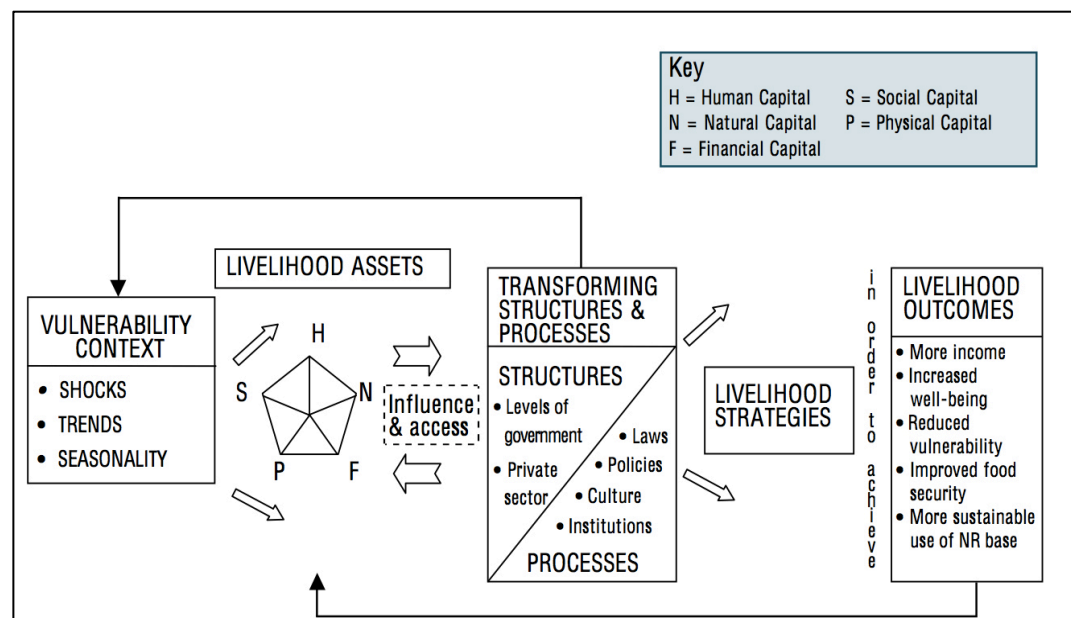 Key
H = Human Capital S = Social Capital
N = Natural Capital P = Physical Capital
F = Financial Capital
LIVELIHOOD ASSETS
VULNERABILITY
CONTEXT
• SHOCKS
• TRENDS
• SEASONALITY
H
S
N
P
F
Influence
& access
TRANSFORMING
STRUCTURES &
PROCESSES
STRUCTURES
• Levels of
government
• Private
sector
• Laws
• Policies
• Culture
• Institutions
PROCESSES
LIVELIHOOD
STRATEGIES
in order to achieve
LIVELIHOOD
OUTCOMES
• More income
• Increased
well-being
• Reduced
vulnerability
• Improved food
security
• More sustainable
use of NR base